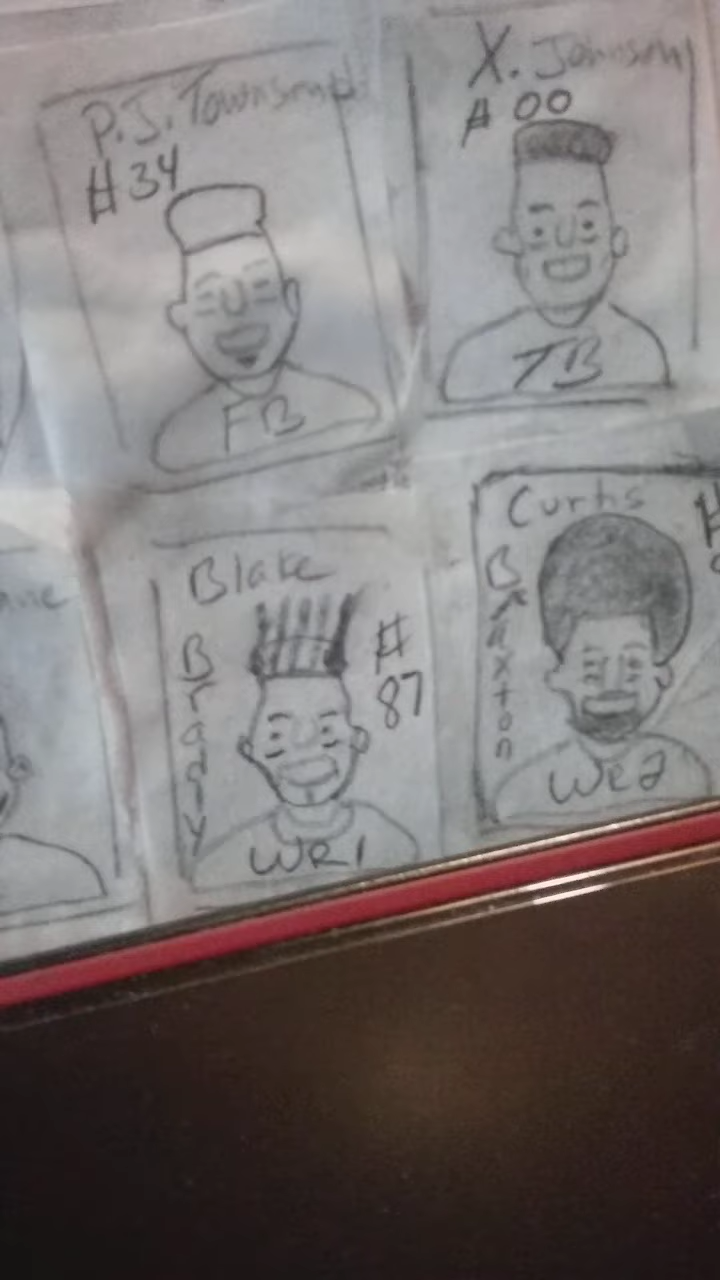 P.J. Townsend
#34
FB
X. Johnson
# 00
TB
Blake
Brady
#
87
WR1
Curtis
Braxton
#
WR2